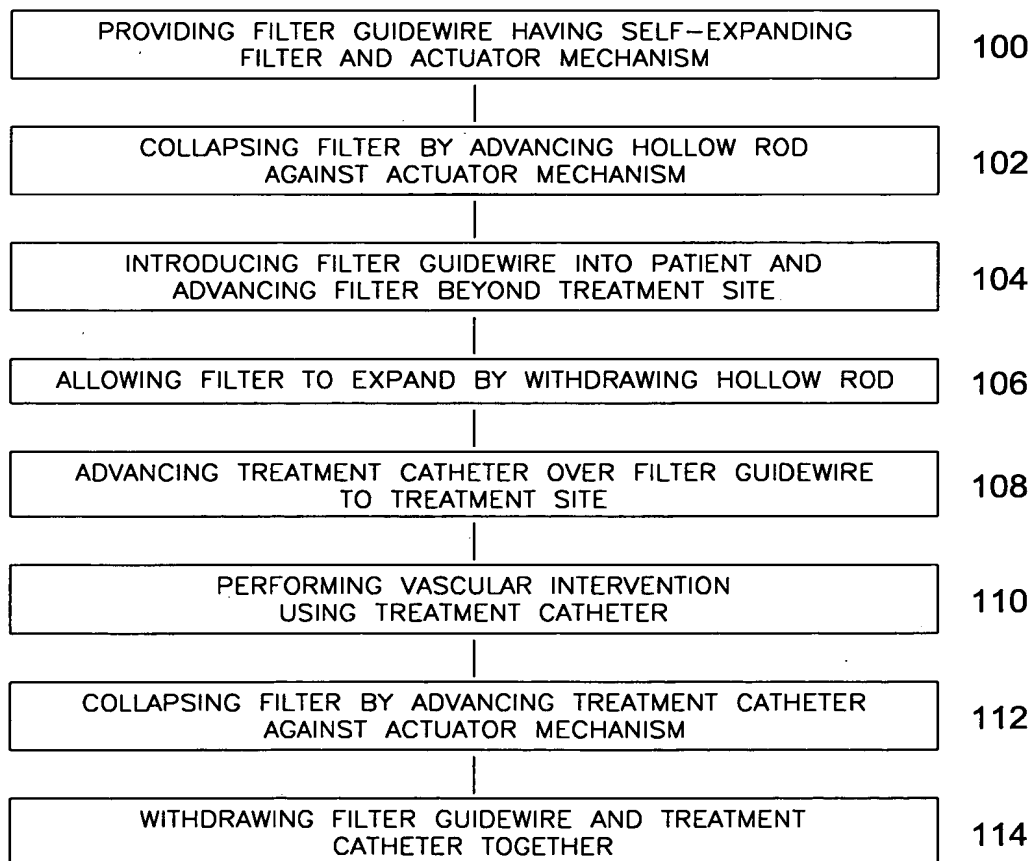 PROVIDING FILTER GUIDEWIRE HAVING SELF-EXPANDING
FILTER AND ACTUATOR MECHANISM
100
COLLAPSING FILTER BY ADVANCING HOLLOW ROD
AGAINST ACTUATOR MECHANISM
102
INTRODUCING FILTER GUIDEWIRE INTO PATIENT AND
ADVANCING FILTER BEYOND TREATMENT SITE
104
ALLOWING FILTER TO EXPAND BY WITHDRAWING HOLLOW ROD
106
ADVANCING TREATMENT CATHETER OVER FILTER GUIDEWIRE
TO TREATMENT SITE
108
PERFORMING VASCULAR INTERVENTION
USING TREATMENT CATHETER
110
COLLAPSING FILTER BY ADVANCING TREATMENT CATHETER
AGAINST ACTUATOR MECHANISM
112
WITHDRAWING FILTER GUIDEWIRE AND TREATMENT
CATHETER TOGETHER
114